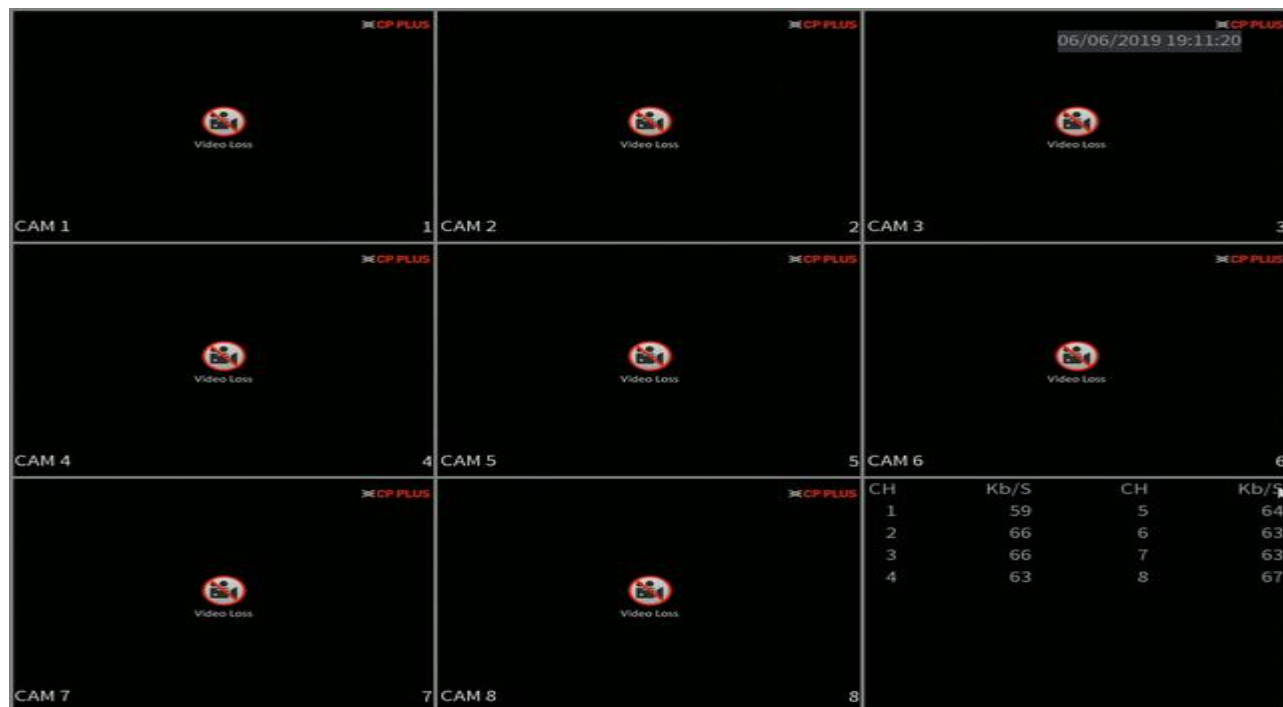 CP PLUS CP PLUS CP PLUS
06/06/2019 19:11:20
Video Loss Video Loss Video Loss
CAM 1 1 CAM 2 2 CAM 3 3
CP PLUS CP PLUS CP PLUS
Video Loss Video Loss Video Loss
CAM 4 4 CAM 5 5 CAM 6 6
CP PLUS CP PLUS
CH Kb/S CH Kb/S
1 59 5 64
2 66 6 63
3 66 7 63
4 63 8 67
Video Loss Video Loss
CAM 7 7 CAM 8 8